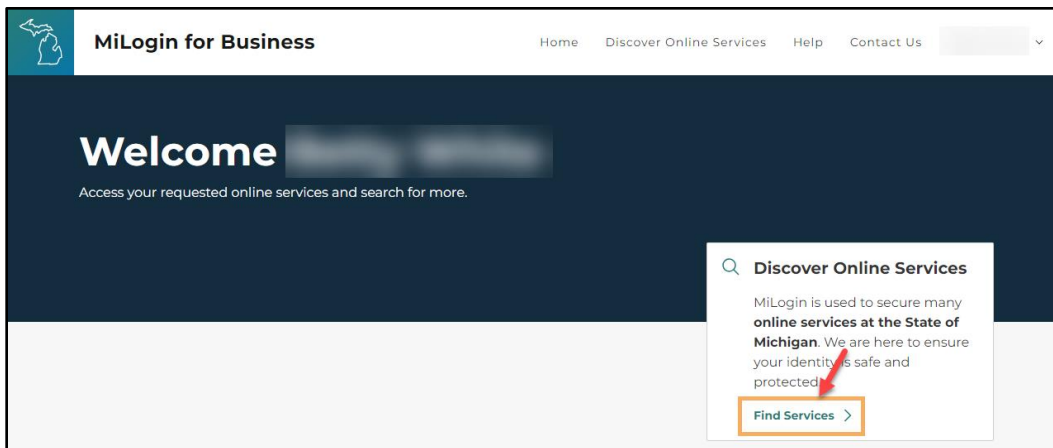 MiLogin for Business
Home Discover Online Services Help Contact Us
Welcome
Access your requested online services and search for more.
Discover Online Services
MiLogin is used to secure many
online services at the State of
Michigan. We are here to ensure
your identity is safe and
protected
Find Services